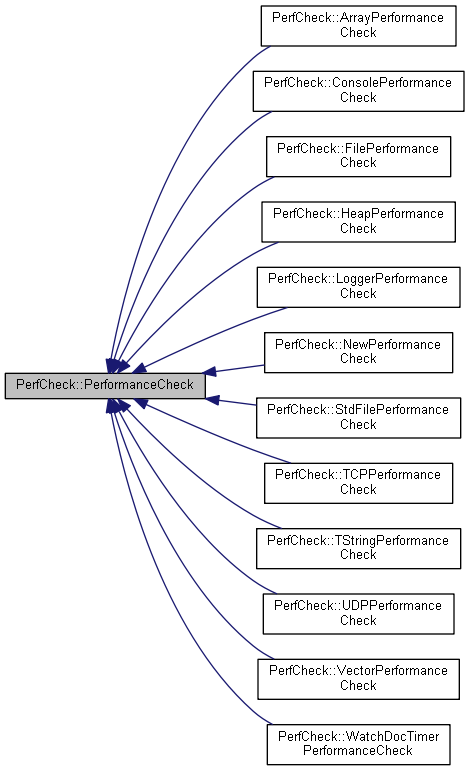 PerfCheck::ArrayPerformance
Check
PerfCheck::ConsolePerformance
Check
PerfCheck::FilePerformance
Check
PerfCheck::HeapPerformance
Check
PerfCheck::LoggerPerformance
Check
PerfCheck::NewPerformance
Check
PerfCheck::PerformanceCheck
PerfCheck::StdFilePerformance
Check
PerfCheck::TCPPerformance
Check
PerfCheck::TStringPerformance
Check
PerfCheck::UDPPerformance
Check
PerfCheck::VectorPerformance
Check
PerfCheck::WatchDocTimer
PerformanceCheck